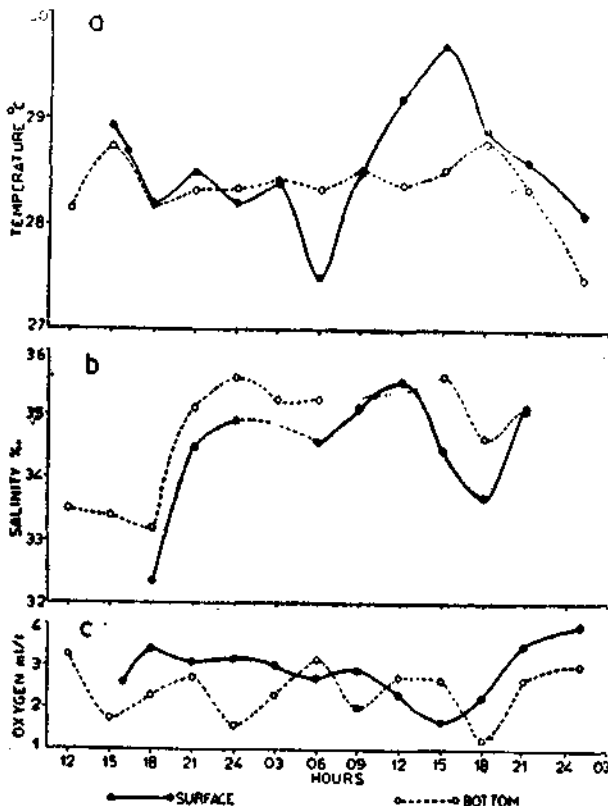 a
30
29
28
27
TEMPERATURE °C
b
36
35
34
33
32
SALINITY ‰
c
4
3
2
1
OXYGEN ml/l
12 15 18 21 24 03 06 09 12 15 18 21 24 03
HOURS
SURFACE BOTTOM